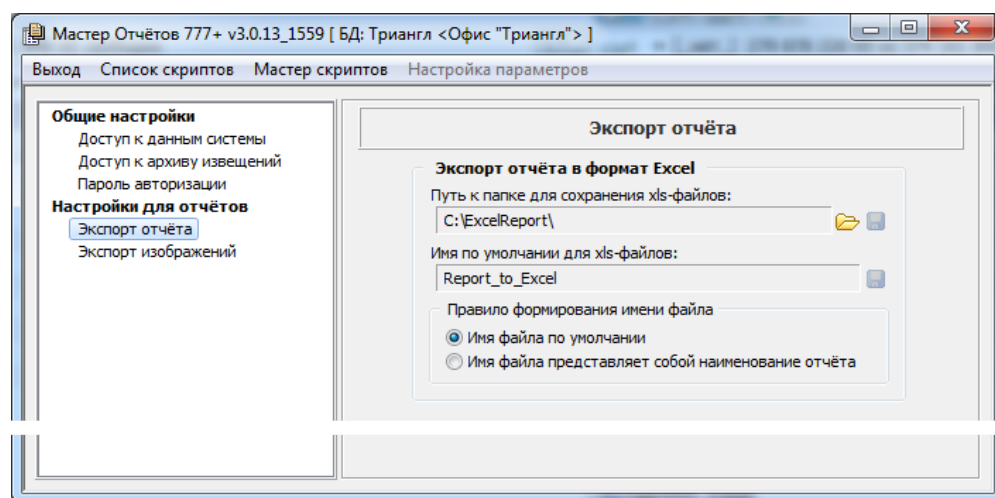 Мастер Отчётов 777+ v3.0.13_1559 [ БД: Триангл <Офис "Триангл"> ]
Выход Список скриптов Мастер скриптов Настройка параметров
Общие настройки
Доступ к данным системы
Доступ к архиву извещений
Пароль авторизации
Настройки для отчётов
Экспорт отчёта
Экспорт изображений
Экспорт отчёта
Экспорт отчёта в формат Excel
Путь к папке для сохранения xls-файлов:
C:\ExcelReport\
Имя по умолчании для xls-файлов:
Report_to_Excel
Правило формирования имени файла
Имя файла по умолчании
Имя файла представляет собой наименование отчёта